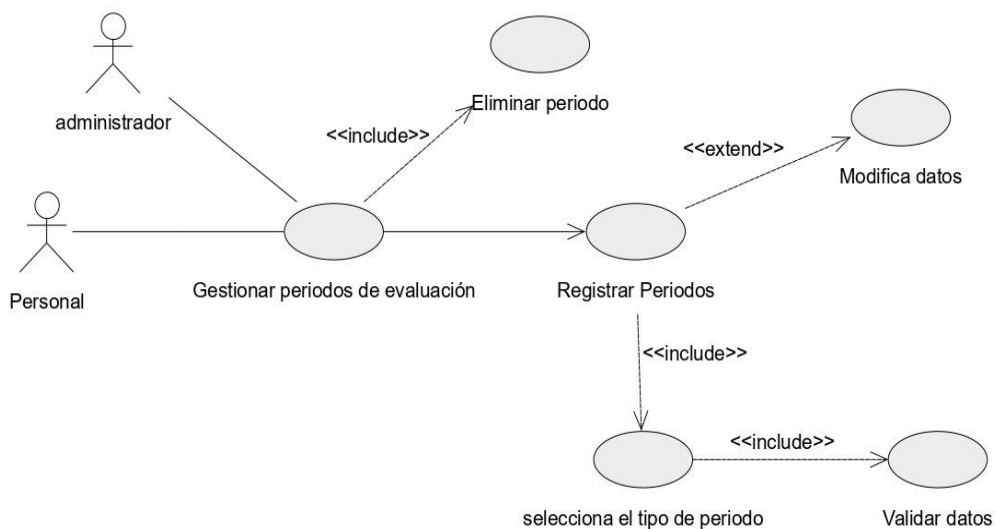 Eliminar periodo
administrador
<<include>>
<<extend>>
Modifica datos
Personal
Gestionar periodos de evaluación
Registrar Periodos
<<include>>
<<include>>
selecciona el tipo de periodo
Validar datos